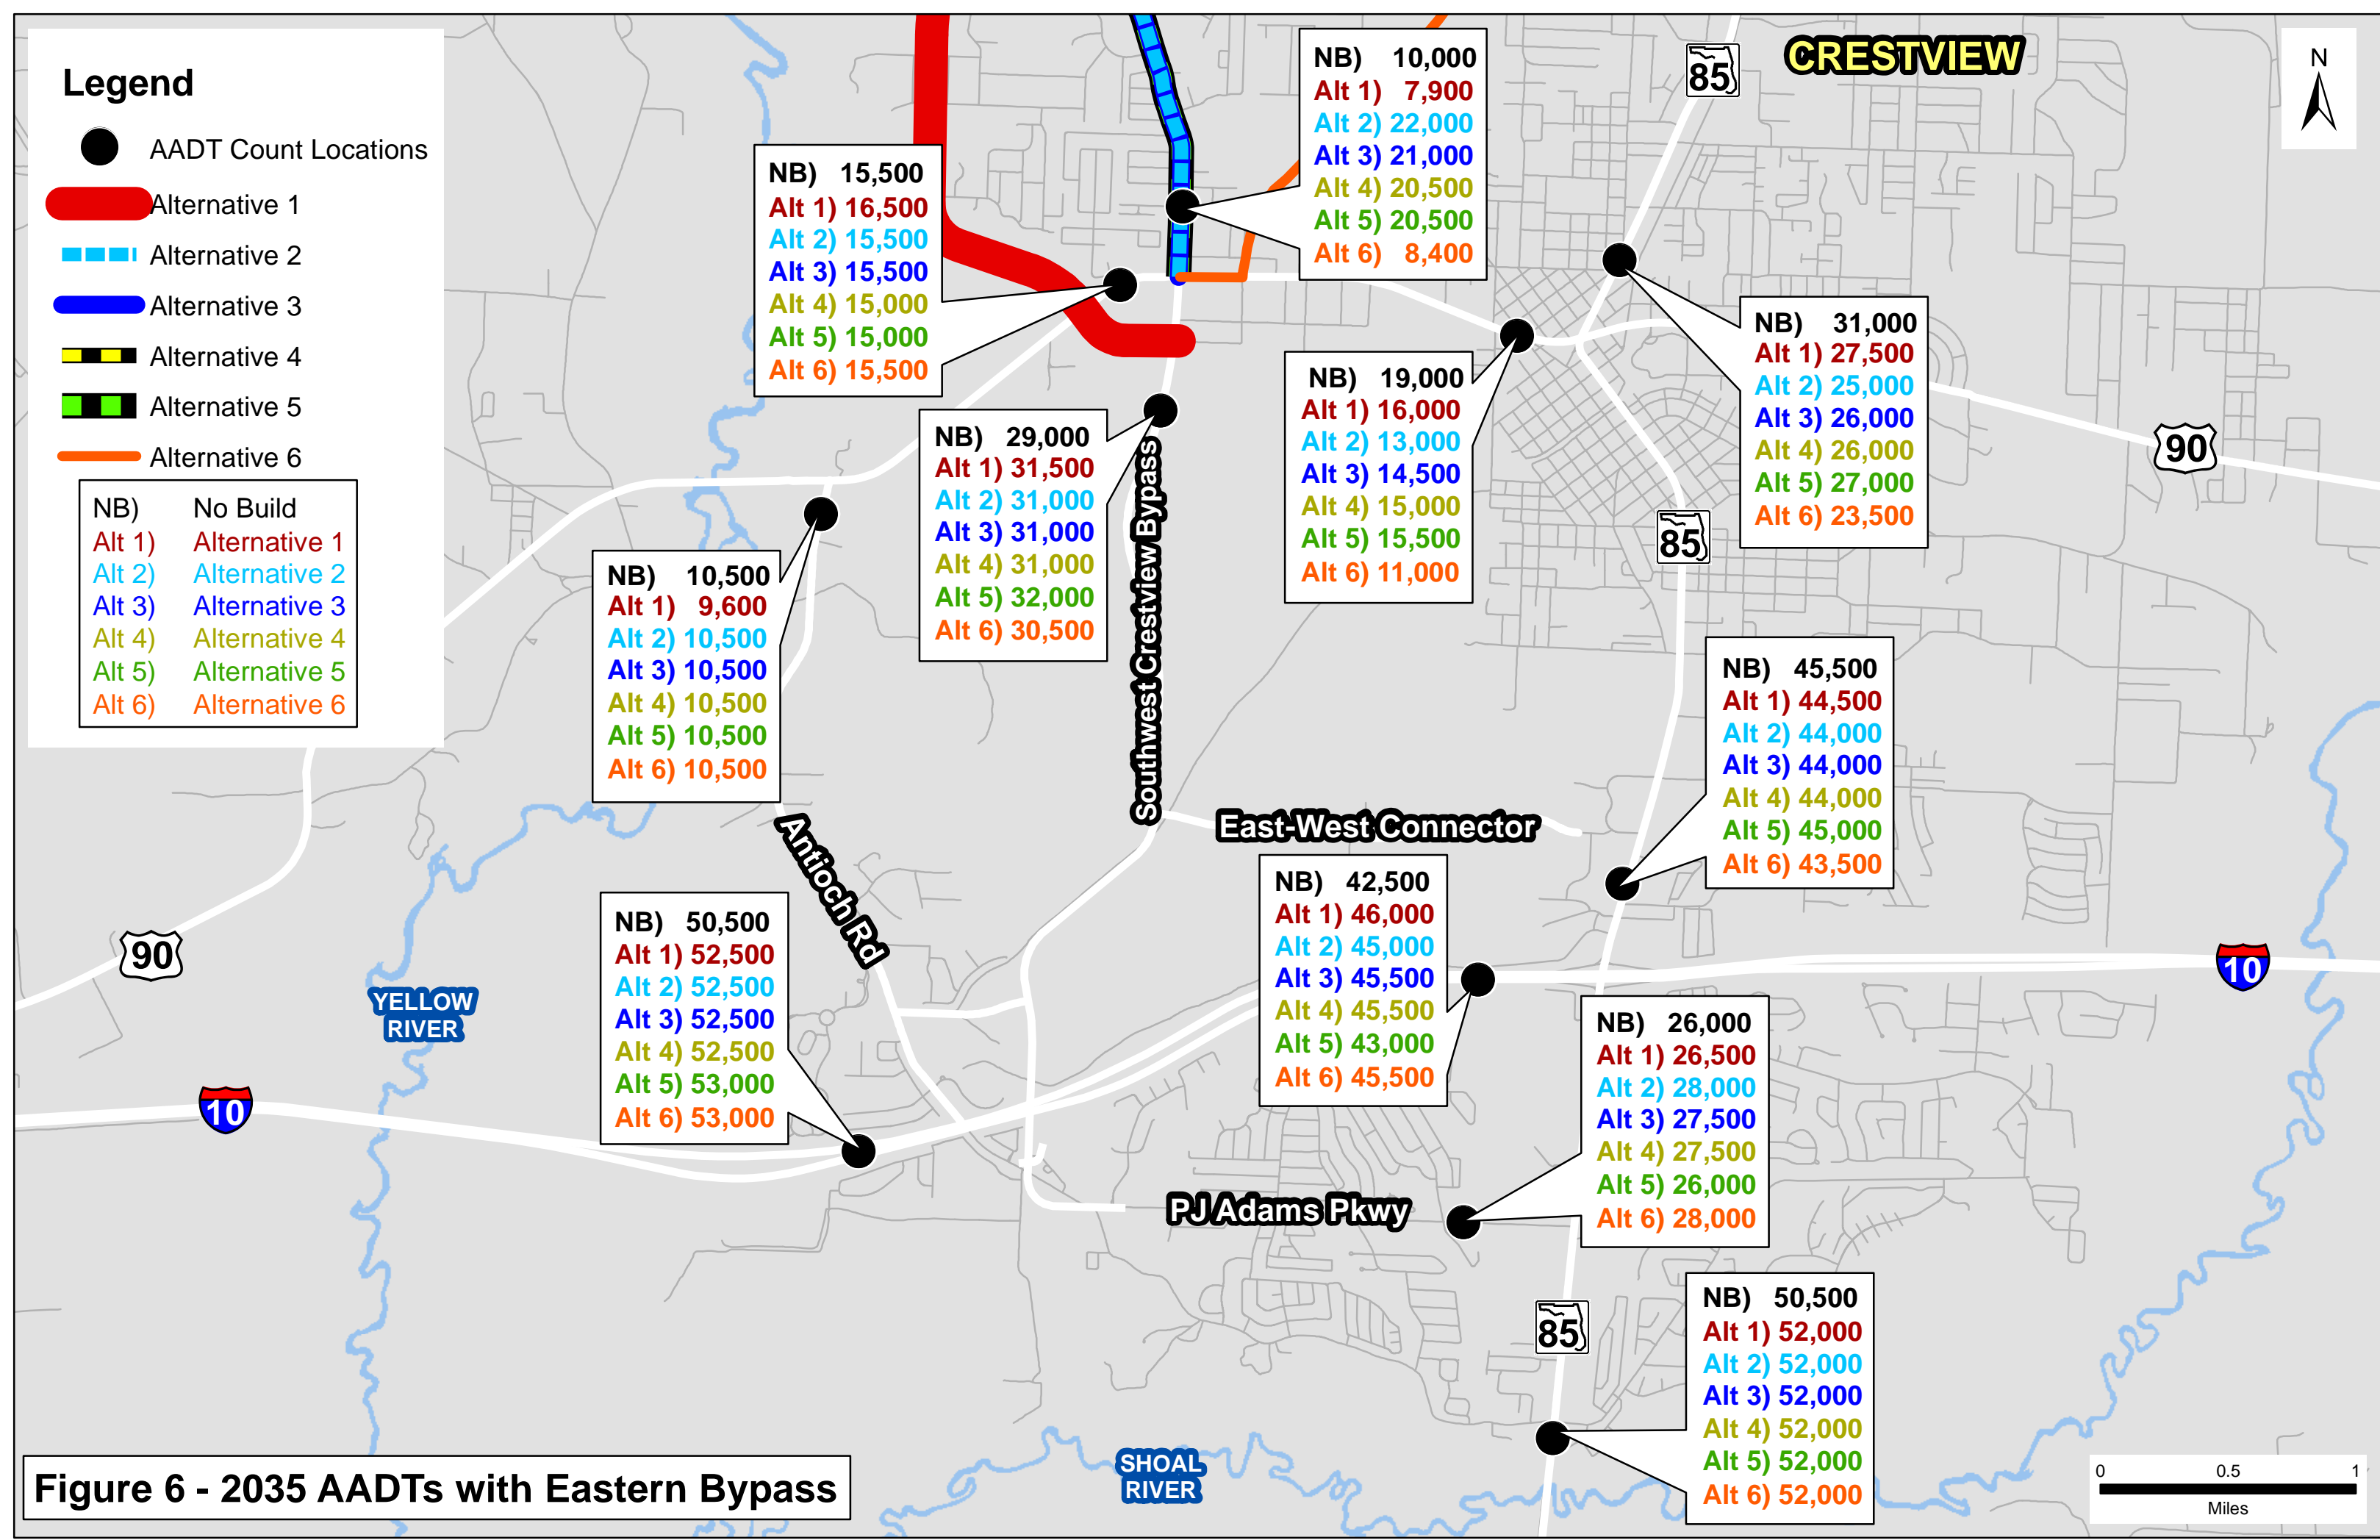 Legend
AADT Count Locations
Alternative 1
Alternative 2
Alternative 3
Alternative 4
Alternative 5
Alternative 6
NB) No Build
Alt 1) Alternative 1
Alt 2) Alternative 2
Alt 3) Alternative 3
Alt 4) Alternative 4
Alt 5) Alternative 5
Alt 6) Alternative 6
NB) 15,500
Alt 1) 16,500
Alt 2) 15,500
Alt 3) 15,500
Alt 4) 15,000
Alt 5) 15,000
Alt 6) 15,500
NB) 10,000
Alt 1) 7,900
Alt 2) 22,000
Alt 3) 21,000
Alt 4) 20,500
Alt 5) 20,500
Alt 6) 8,400
85
CRESTVIEW
N
NB) 31,000
Alt 1) 27,500
Alt 2) 25,000
Alt 3) 26,000
Alt 4) 26,000
Alt 5) 27,000
Alt 6) 23,500
NB) 19,000
Alt 1) 16,000
Alt 2) 13,000
Alt 3) 14,500
Alt 4) 15,000
Alt 5) 15,500
Alt 6) 11,000
NB) 29,000
Alt 1) 31,500
Alt 2) 31,000
Alt 3) 31,000
Alt 4) 31,000
Alt 5) 32,000
Alt 6) 30,500
Southwest Crestview Bypass
90
85
NB) 10,500
Alt 1) 9,600
Alt 2) 10,500
Alt 3) 10,500
Alt 4) 10,500
Alt 5) 10,500
Alt 6) 10,500
NB) 45,500
Alt 1) 44,500
Alt 2) 44,000
Alt 3) 44,000
Alt 4) 44,000
Alt 5) 45,000
Alt 6) 43,500
East-West Connector
Antioch Rd
NB) 42,500
Alt 1) 46,000
Alt 2) 45,000
Alt 3) 45,500
Alt 4) 45,500
Alt 5) 43,000
Alt 6) 45,500
NB) 50,500
Alt 1) 52,500
Alt 2) 52,500
Alt 3) 52,500
Alt 4) 52,500
Alt 5) 53,000
Alt 6) 53,000
90
10
YELLOW
RIVER
10
NB) 26,000
Alt 1) 26,500
Alt 2) 28,000
Alt 3) 27,500
Alt 4) 27,500
Alt 5) 26,000
Alt 6) 28,000
PJ Adams Pkwy
85
NB) 50,500
Alt 1) 52,000
Alt 2) 52,000
Alt 3) 52,000
Alt 4) 52,000
Alt 5) 52,000
Alt 6) 52,000
SHOAL
RIVER
Figure 6 - 2035 AADTs with Eastern Bypass
0 0.5 1
Miles